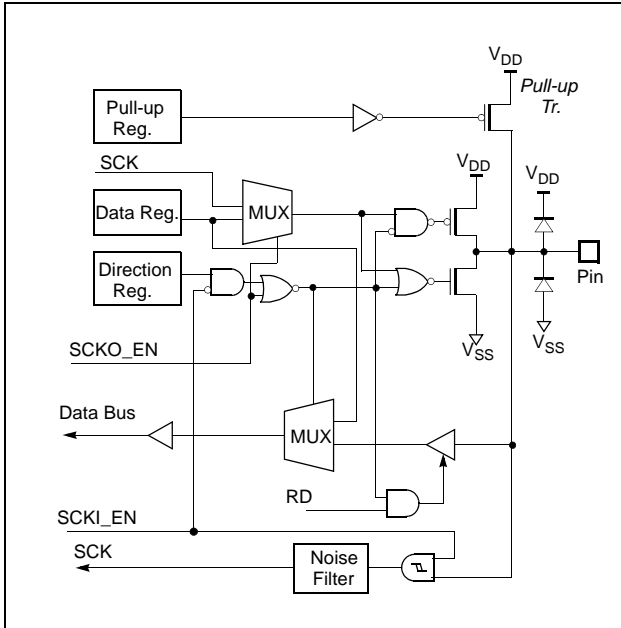 VDD
Pull-up
Tr.
Pull-up
Reg.
SCK
VDD
VDD
Data Reg.
MUX
Direction
Reg.
Pin
SCKO_EN
VSS
VSS
Data Bus
MUX
RD
SCKI_EN
SCK
Noise
Filter